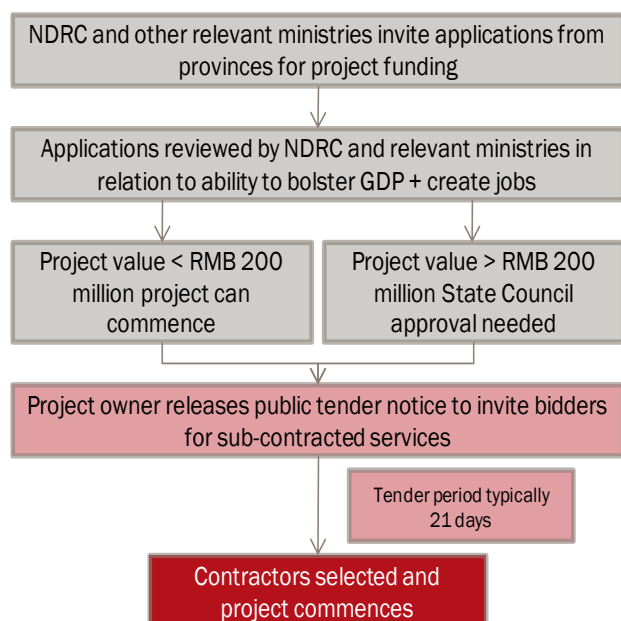 NDRC and other relevant ministries invite applications from
provinces for project funding
Applications reviewed by NDRC and relevant ministries in
relation to ability to bolster GDP + create jobs
Project value < RMB 200
million project can
commence
Project value > RMB 200
million State Council
approval needed
Project owner releases public tender notice to invite bidders
for sub-contracted services
Tender period typically
21 days
Contractors selected and
project commences